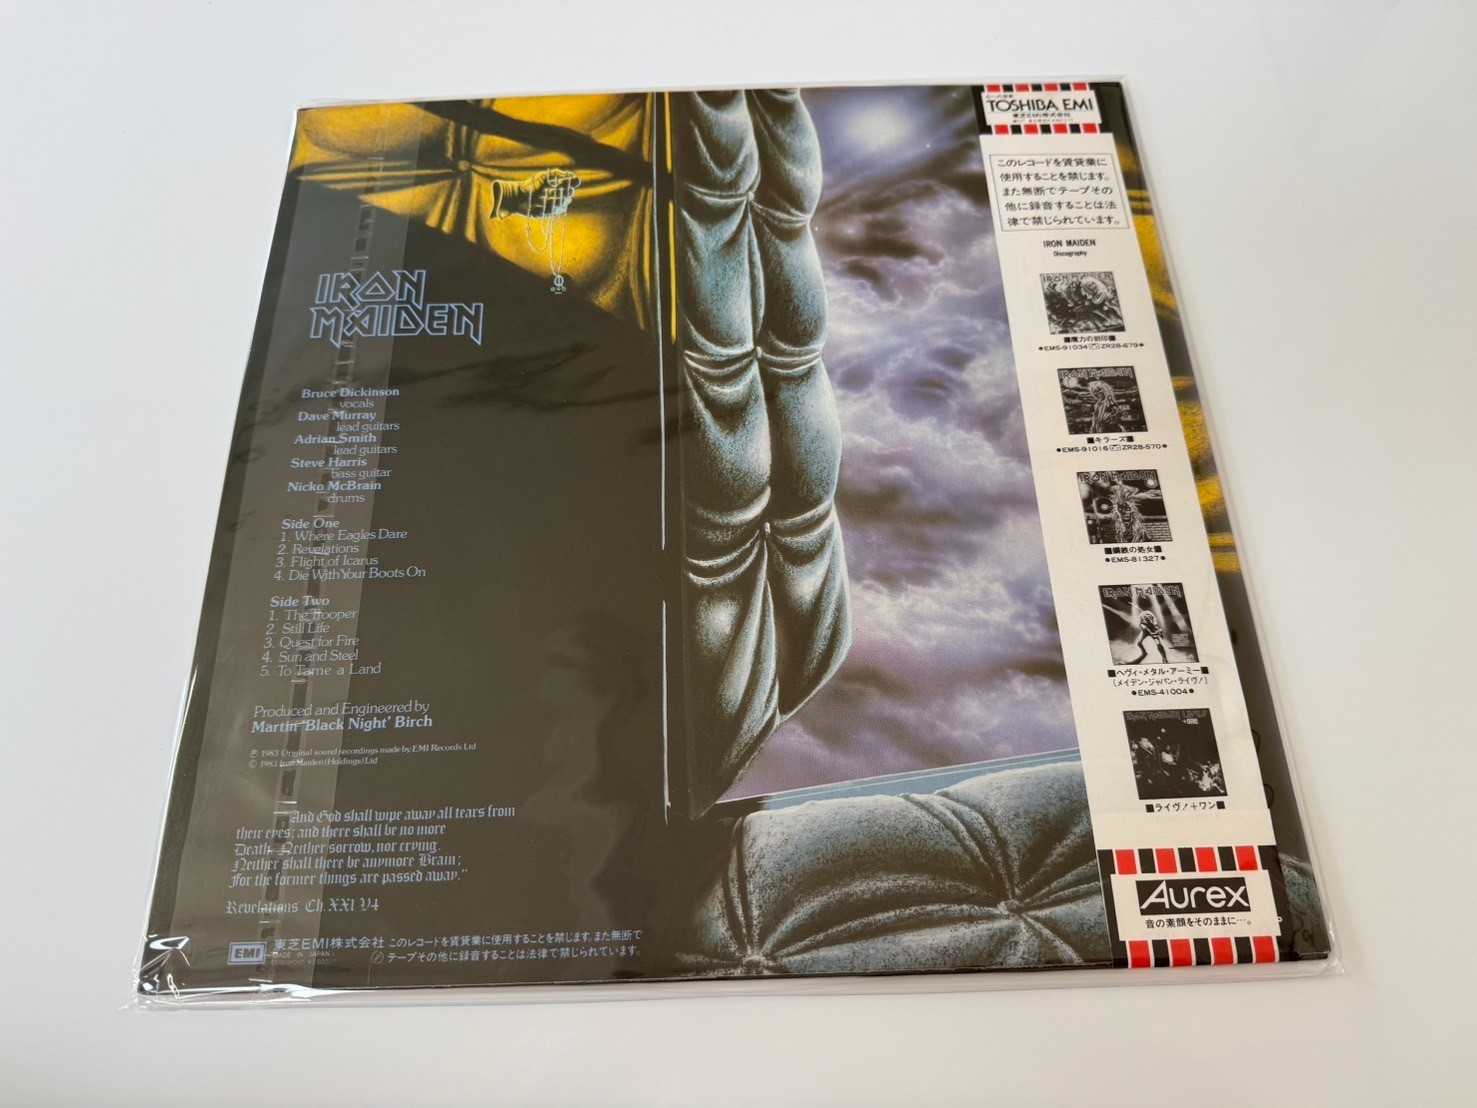 IRON
MAIDEN
Bruce Dickinson
vocals
Dave Murray
lead guitars
Adrian Smith
lead guitars
Steve Harris
bass guitar
Nicko McBrain
drums
Side One
1. Where Eagles Dare
2. Revelations
3. Flight of Icarus
4. Die With Your Boots On
Side Two
1. The Trooper
2. Still Life
3. Quest for Fire
4. Sun and Steel
5. To Tame a Land
Produced and Engineered by
Martin 'Black Night' Birch
℗ 1983 Original sound recordings made by EMI Records Ltd
© 1983 Iron Maiden (Holdings) Ltd
And God shall wipe away all tears from
their eyes; and there shall be no more
Death. Neither sorrow, nor crying.
Neither shall there be anymore Brain;
For the former things are passed away."
Revelations Ch. XXI V4
EMI 東芝EMI株式会社 このレコードを賃貸業に使用することを禁じます。また無断で
MADE IN JAPAN
テープその他に録音することは法律で禁じられています。
TOSHIBA EMI
東芝EMI株式会社
このレコードを賃貸業に
使用することを禁じます。
また無断でテープその
他に録音することは法
律で禁じられています。
IRON MAIDEN
Discography
IRON MAIDEN
■魔力の刻印■
●EMS-91034 ZR28-679●
IRON MAIDEN
■キラーズ■
●EMS-91016 ZR28-570●
IRON MAIDEN
■鋼鉄の処女■
●EMS-81327●
IRON MAIDEN
■ヘヴィ・メタル・アーミー■
(メイデン・ジャパン・ライヴ!)
●EMS-41004●
IRON MAIDEN LIVE!!
+ONE
■ライヴ!+ワン■
Aurex
音の素顔をそのままに…。